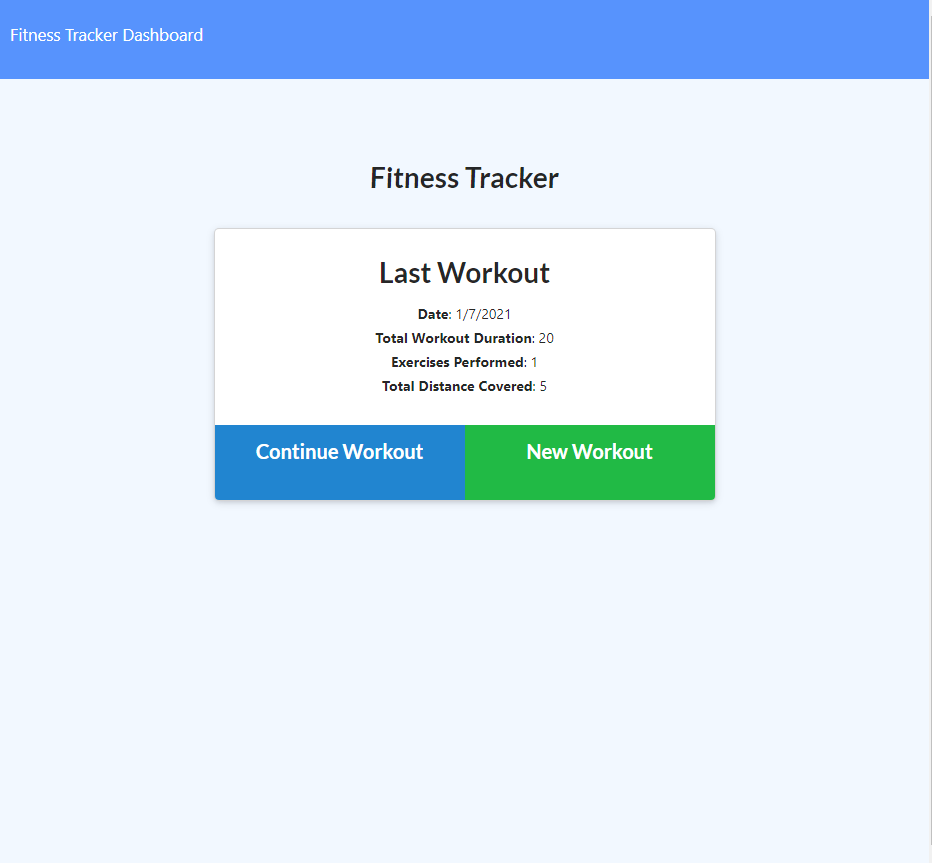 Fitness Tracker Dashboard
Fitness Tracker
Last Workout
Date: 1/7/2021
Total Workout Duration: 20
Exercises Performed: 1
Total Distance Covered: 5
Continue Workout
New Workout